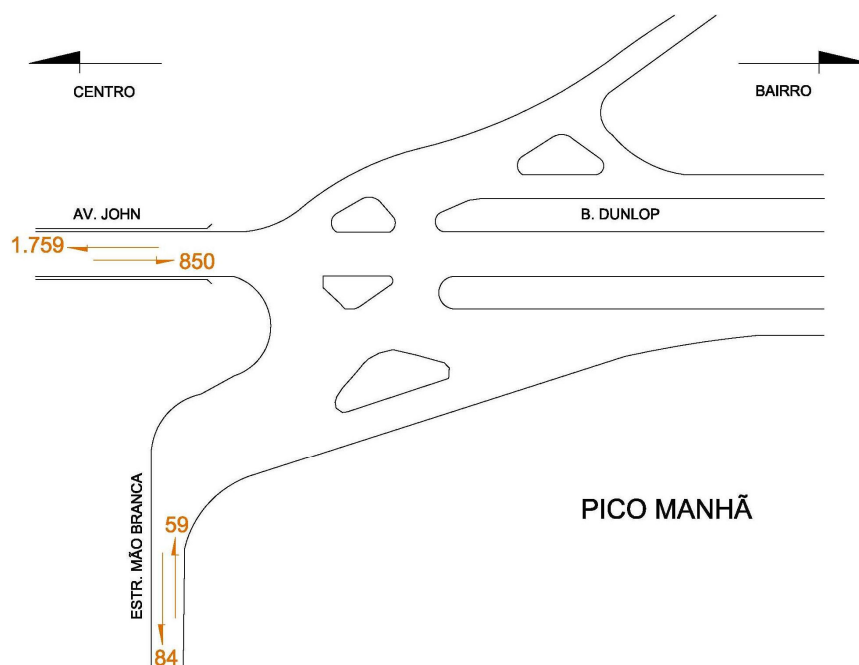 CENTRO
BAIRRO
AV. JOHN
B. DUNLOP
1.759
850
ESTR. MÃO BRANCA
59
84
PICO MANHÃ